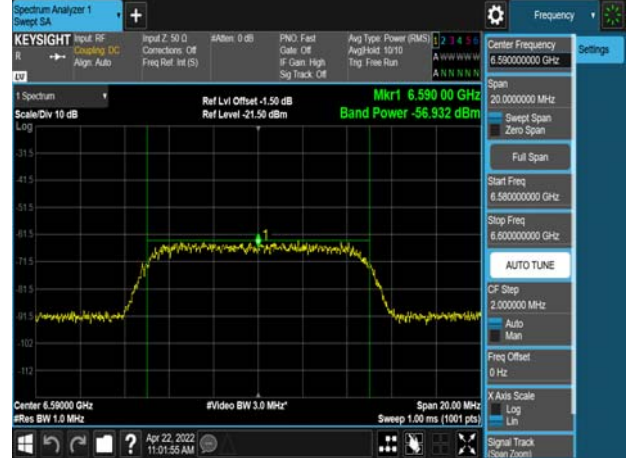 Spectrum Analyzer 1
Swept SA
+
Frequency
KEYSIGHT
R
Input: RF
Coupling: DC
Align: Auto
Input Z: 50 Ω
Corrections: Off
Freq Ref: Int (S)
#Atten: 0 dB
PNO: Fast
Gate: Off
IF Gain: High
Sig Track: Off
Avg Type: Power (RMS)
Avg|Hold: 10/10
Trig: Free Run
1 2 3 4 5 6
A W W W W W
A N N N N N
LV
1 Spectrum
Scale/Div 10 dB
Log
Ref Lvl Offset -1.50 dB
Ref Level -21.50 dBm
Mkr1 6.590 00 GHz
Band Power -56.932 dBm
-31.5
-41.5
-51.5
-61.5
-71.5
-81.5
-91.5
-102
-112
1
Center 6.59000 GHz
#Res BW 1.0 MHz
#Video BW 3.0 MHz*
Span 20.00 MHz
Sweep 1.00 ms (1001 pts)
Apr 22, 2022
11:01:55 AM
?
Center Frequency
6.590000000 GHz
Settings
Span
20.0000000 MHz
Swept Span
Zero Span
Full Span
Start Freq
6.580000000 GHz
Stop Freq
6.600000000 GHz
AUTO TUNE
CF Step
2.000000 MHz
Auto
Man
Freq Offset
0 Hz
X Axis Scale
Log
Lin
Signal Track
(Span Zoom)